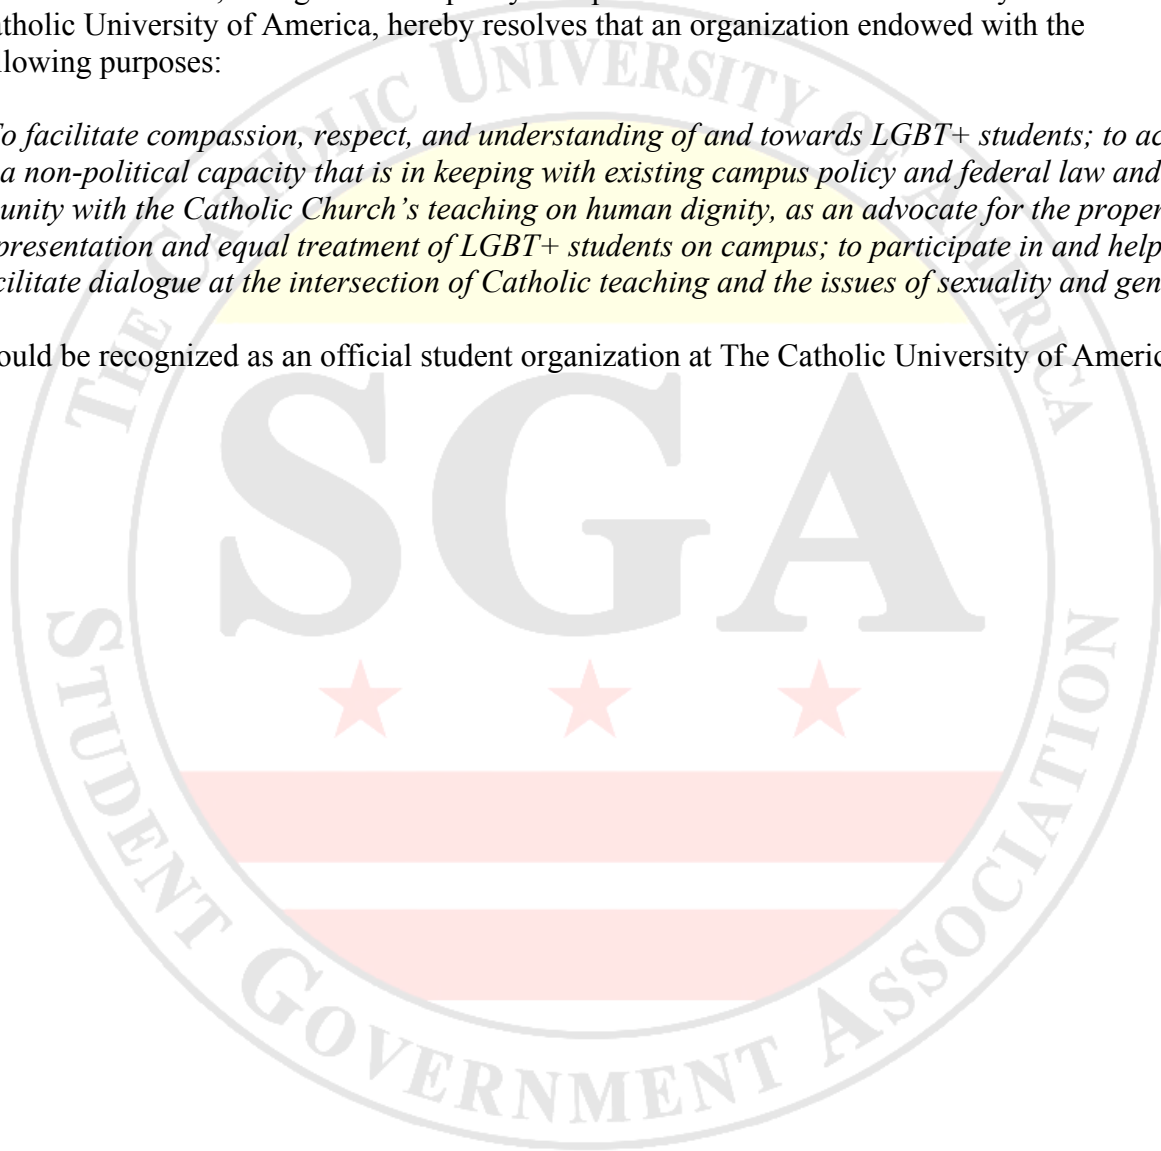 atholic University of America, hereby resolves that an organization endowed with the
llowing purposes:
To facilitate compassion, respect, and understanding of and towards LGBT+ students; to ac
a non-political capacity that is in keeping with existing campus policy and federal law and
unity with the Catholic Church’s teaching on human dignity, as an advocate for the proper
presentation and equal treatment of LGBT+ students on campus; to participate in and help
cilitate dialogue at the intersection of Catholic teaching and the issues of sexuality and gen
ould be recognized as an official student organization at The Catholic University of Americ
THE CATHOLIC UNIVERSITY OF AMERICA
SGA
STUDENT GOVERNMENT ASSOCIATION